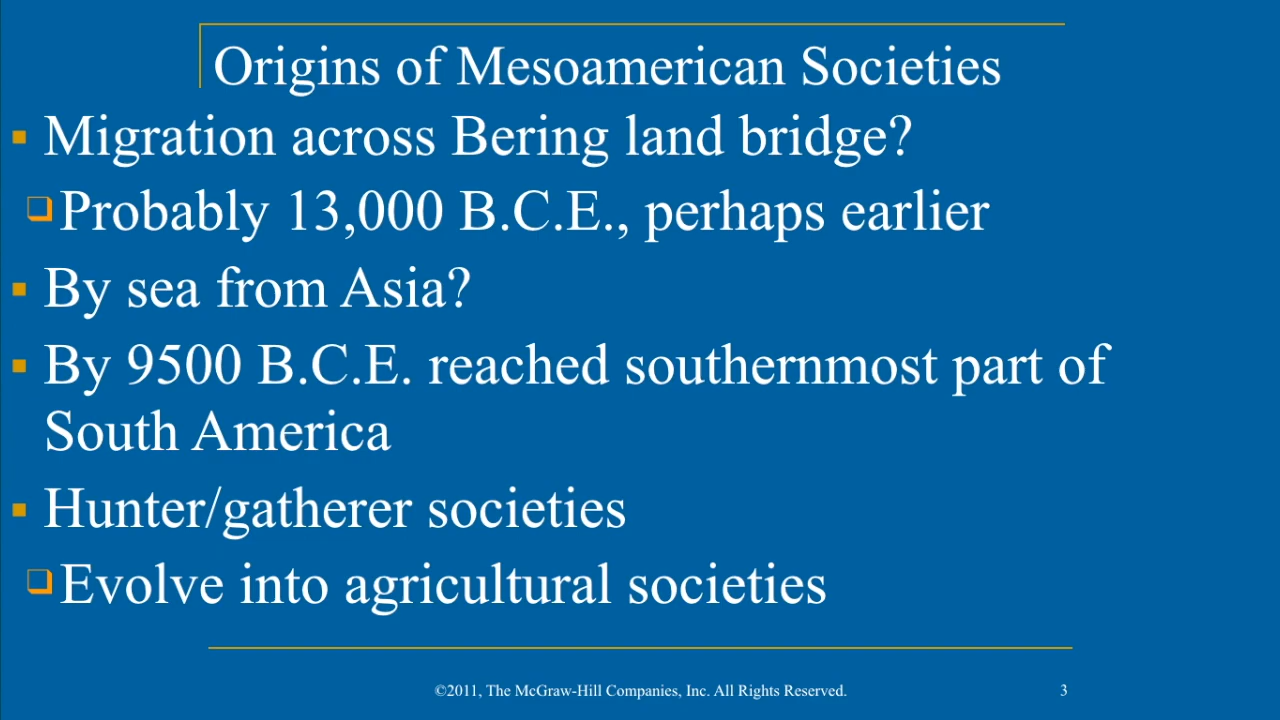 Origins of Mesoamerican Societies
▪ Migration across Bering land bridge?
❑Probably 13,000 B.C.E., perhaps earlier
▪ By sea from Asia?
▪ By 9500 B.C.E. reached southernmost part of
South America
▪ Hunter/gatherer societies
❑Evolve into agricultural societies
©2011, The McGraw-Hill Companies, Inc. All Rights Reserved.
3